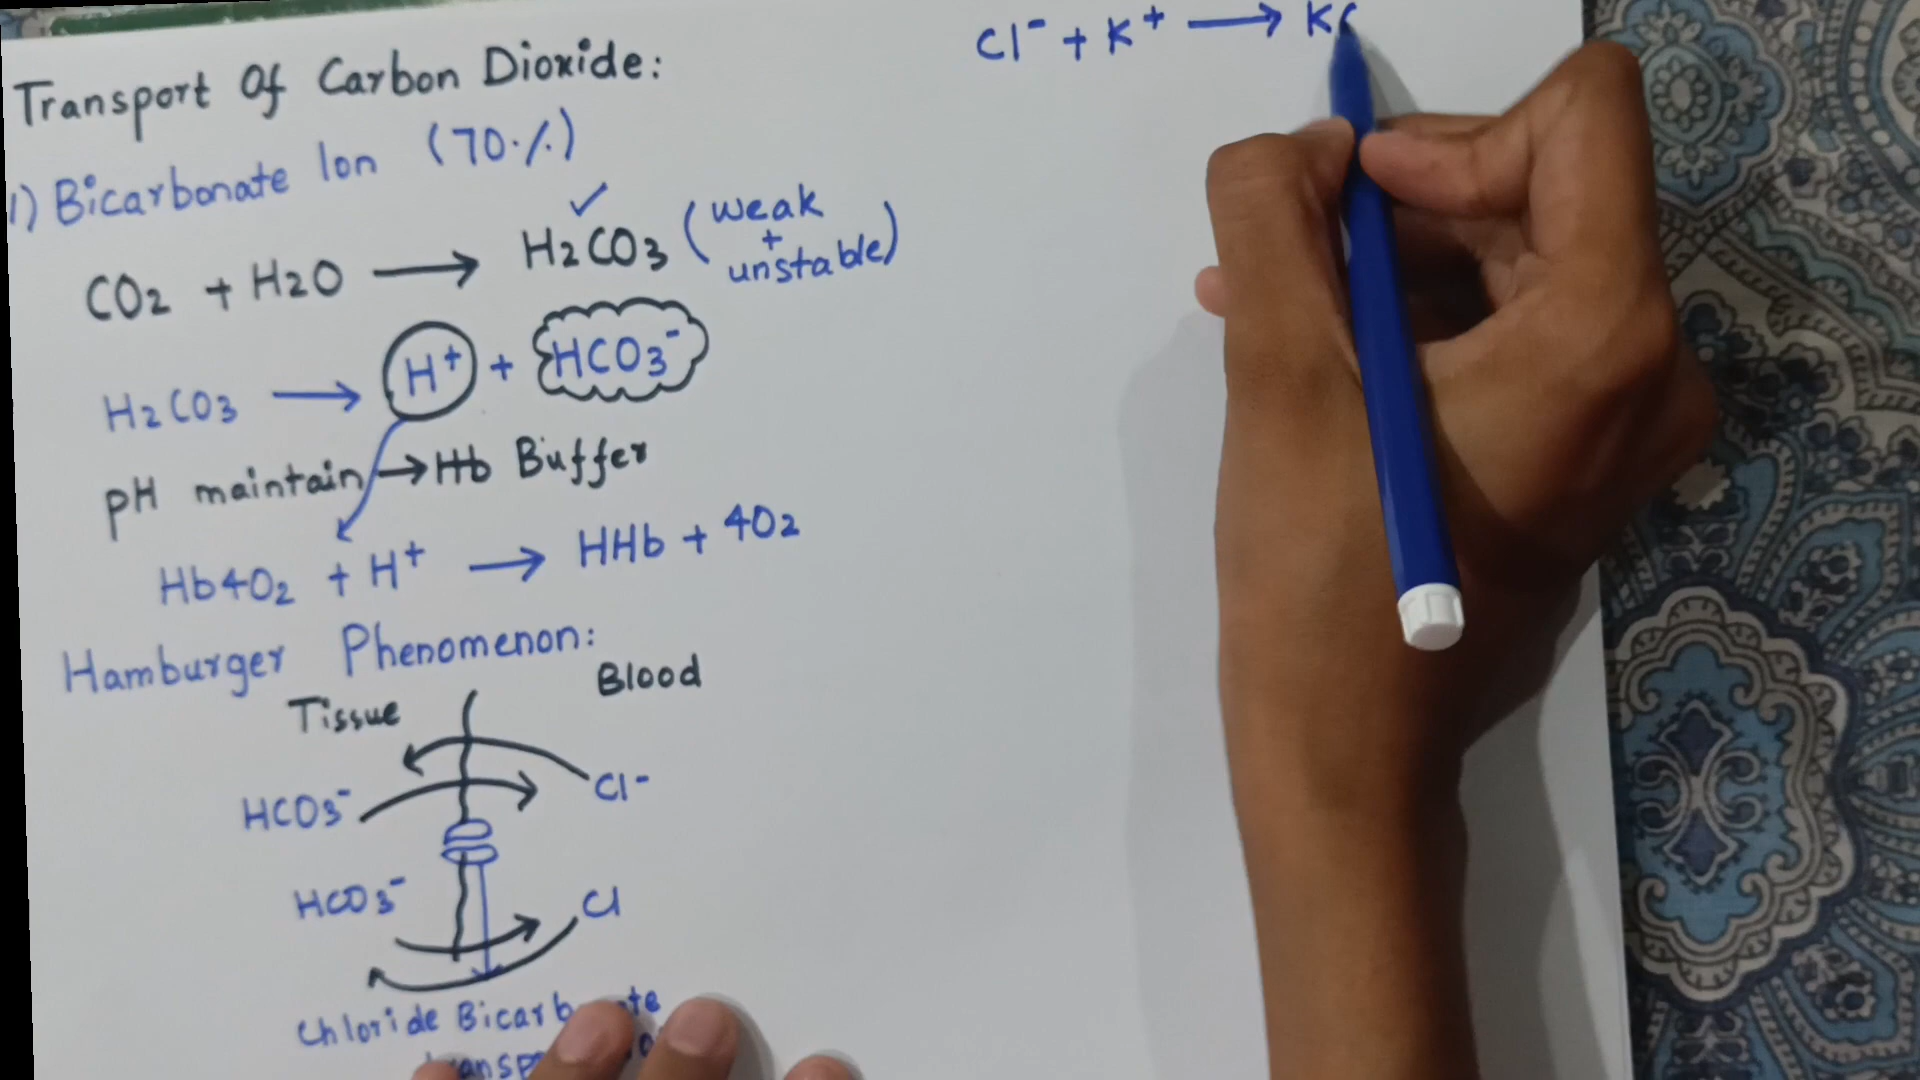 Transport Of Carbon Dioxide:
1) Bicarbonate Ion (70%)
CO2 + H2O → H2CO3 ✓ (weak + unstable)
H2CO3 → H+ + HCO3-
pH maintain → Hb Buffer
Hb4O2 + H+ → HHb + 4O2
Hamburger Phenomenon:
Tissue Blood
HCO3- Cl-
HCO3- Cl
Chloride
Cl- + K+ → K